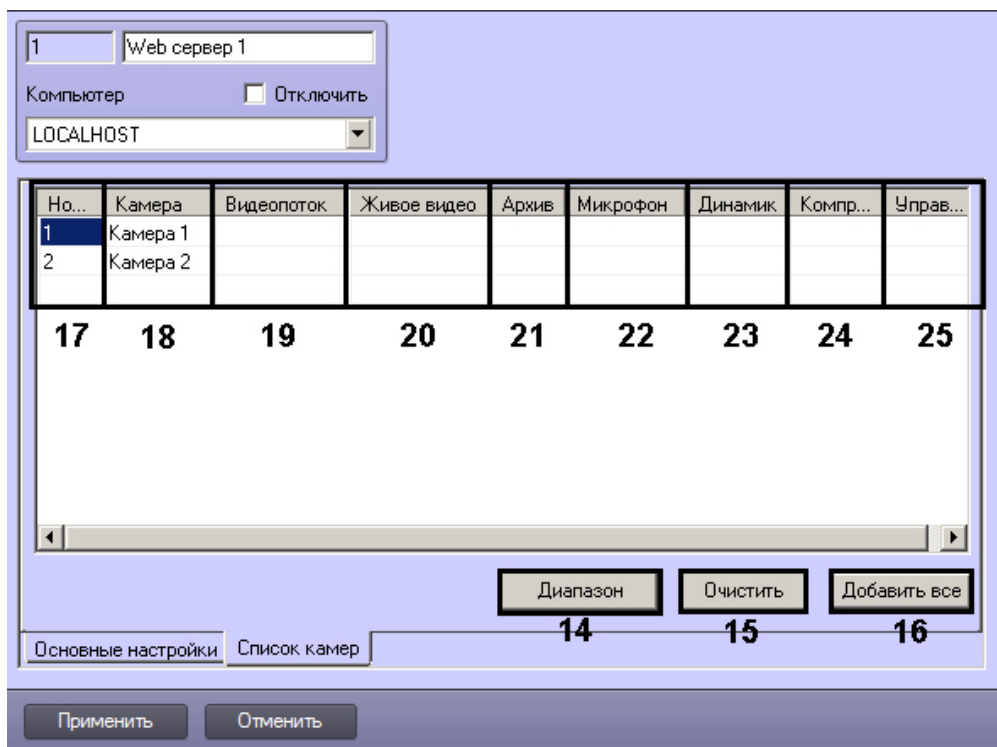 1 Web сервер 1
Компьютер Отключить
LOCALHOST
Но... Камера Видеопоток Живое видео Архив Микрофон Динамик Компр... Управ...
1 Камера 1
2 Камера 2
17 18 19 20 21 22 23 24 25
Диапазон Очистить Добавить все
14 15 16
Основные настройки Список камер
Применить Отменить